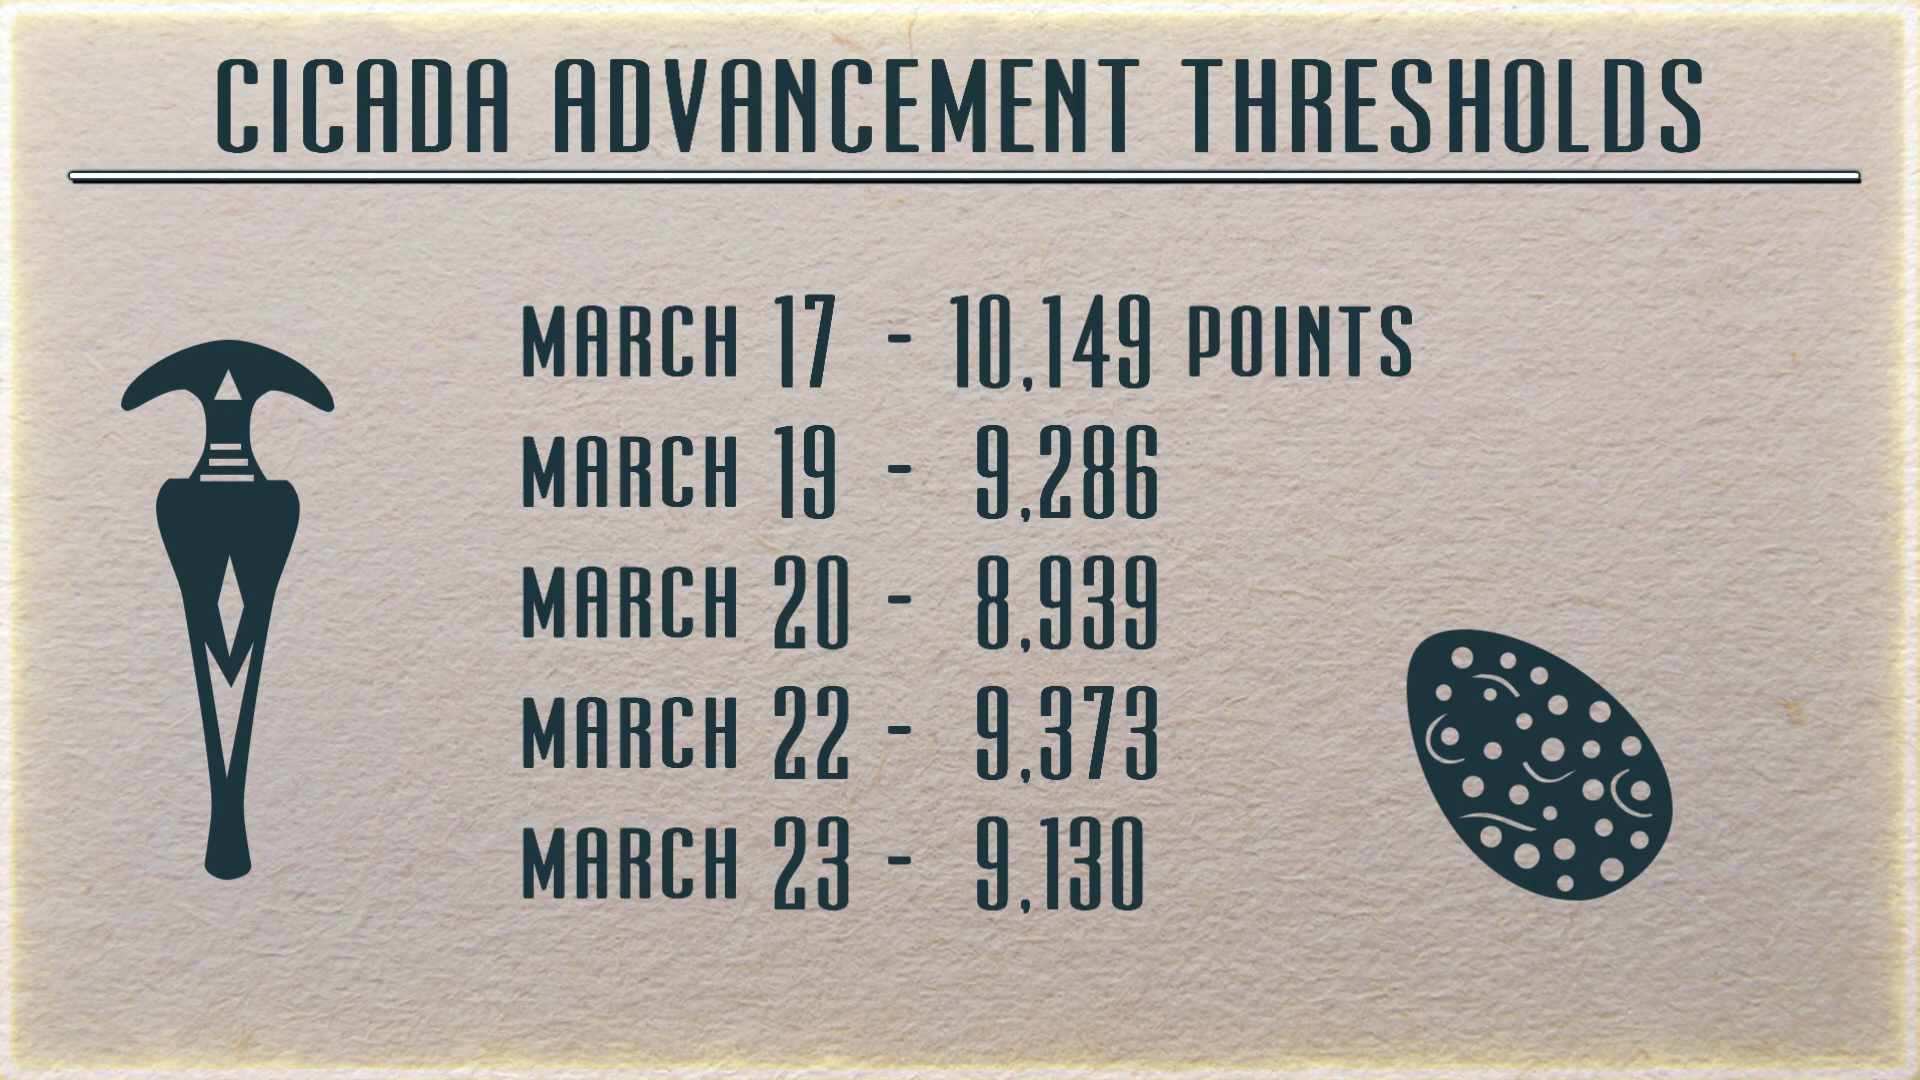 CICADA ADVANCEMENT THRESHOLDS
MARCH 17 - 10,149 POINTS
MARCH 19 - 9,286
MARCH 20 - 8,939
MARCH 22 - 9,373
MARCH 23 - 9,130